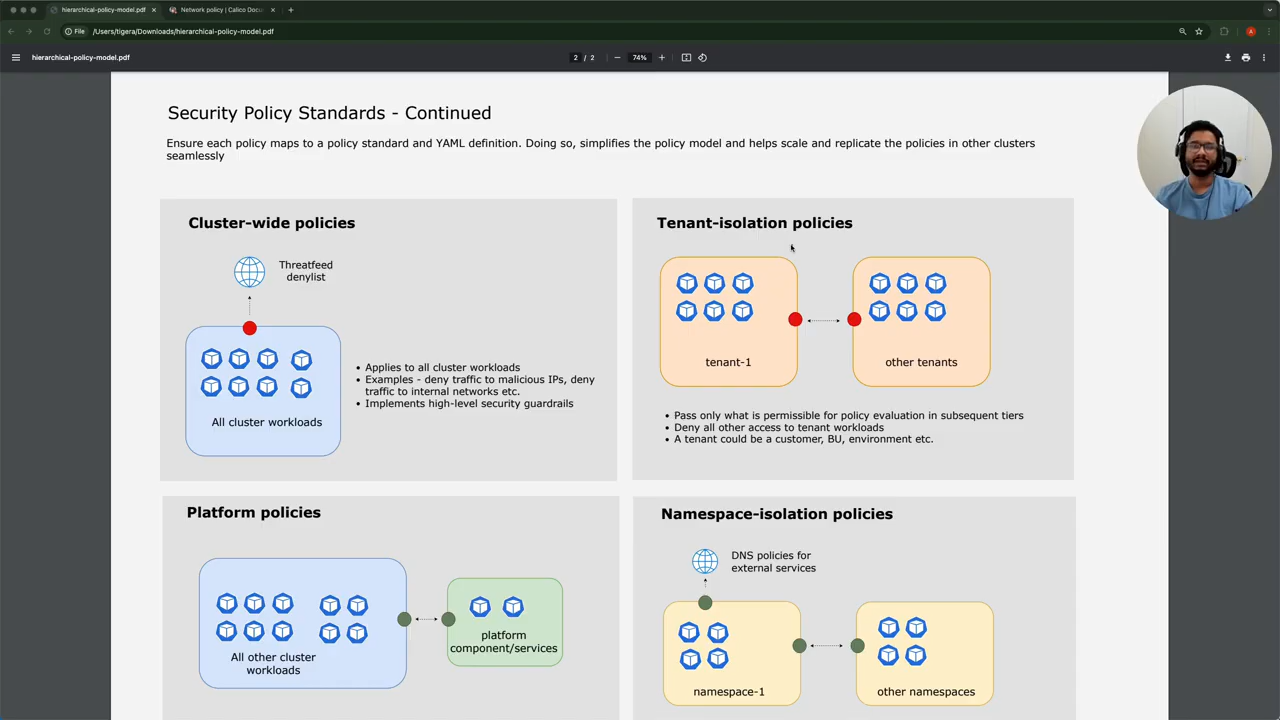 hierarchical-policy-model.pdf
Network policy | Calico Docu
File
/Users/tigera/Downloads/hierarchical-policy-model.pdf
A
hierarchical-policy-model.pdf
2 / 2
74%
Security Policy Standards - Continued
Ensure each policy maps to a policy standard and YAML definition. Doing so, simplifies the policy model and helps scale and replicate the policies in other clusters
seamlessly
Cluster-wide policies
Threatfeed
denylist
All cluster workloads
• Applies to all cluster workloads
• Examples - deny traffic to malicious IPs, deny
traffic to internal networks etc.
• Implements high-level security guardrails
Tenant-isolation policies
tenant-1
other tenants
• Pass only what is permissible for policy evaluation in subsequent tiers
• Deny all other access to tenant workloads
• A tenant could be a customer, BU, environment etc.
Platform policies
All other cluster
workloads
platform
component/services
Namespace-isolation policies
DNS policies for
external services
namespace-1
other namespaces